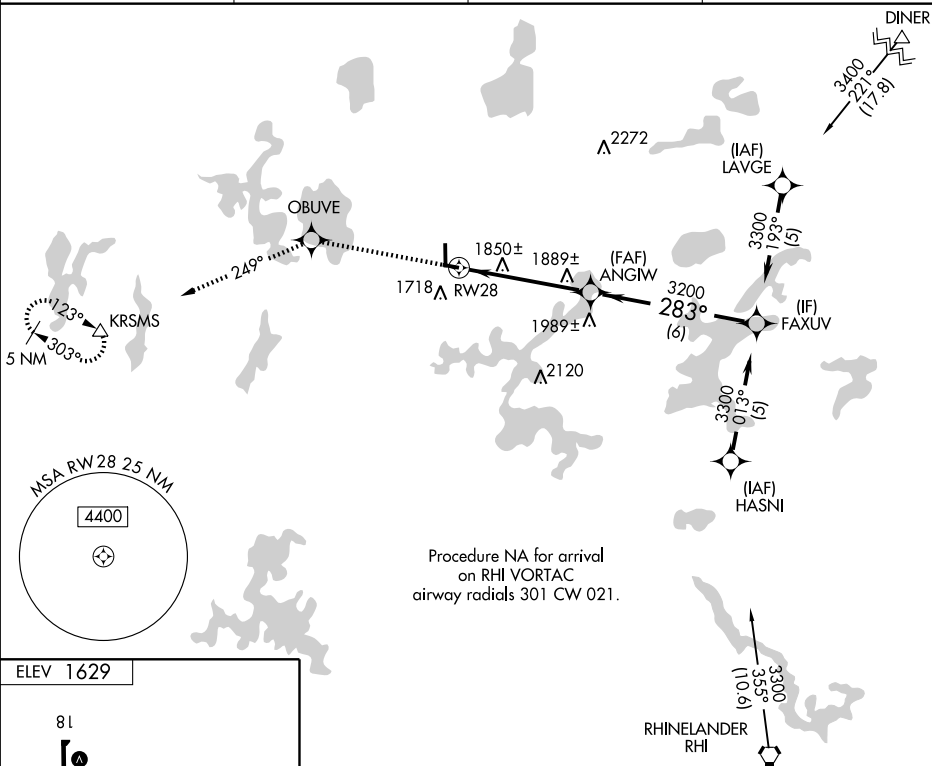 DINER
3400
221°
(17.8)
2272
(IAF)
LAVGE
3300
193°
(5)
OBUVE
249°
1850±
1889±
(FAF)
ANGIW
1718
RW28
3200
283°
(6)
(IF)
FAXUV
1989±
123°
KRSMS
303°
5 NM
2120
3300
013°
(5)
(IAF)
HASNI
MSA RW28 25 NM
4400
Procedure NA for arrival
on RHI VORTAC
airway radials 301 CW 021.
3300
355°
(10.6)
RHINELANDER
RHI
ELEV 1629
18